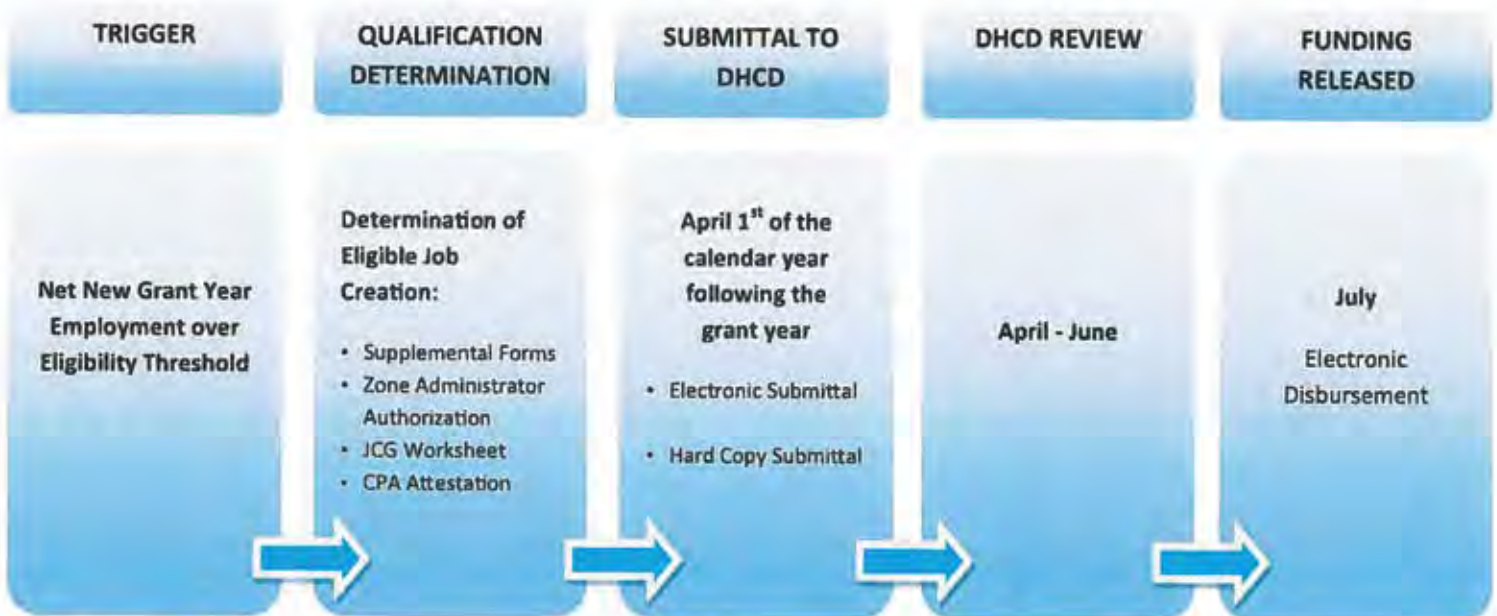 TRIGGER
QUALIFICATION
DETERMINATION
SUBMITTAL TO
DHCD
DHCD REVIEW
FUNDING
RELEASED
Net New Grant Year
Employment over
Eligibility Threshold
Determination of
Eligible Job
Creation:
• Supplemental Forms
• Zone Administrator
Authorization
• JCG Worksheet
• CPA Attestation
April 1st of the
calendar year
following the
grant year
• Electronic Submittal
• Hard Copy Submittal
April - June
July
Electronic
Disbursement